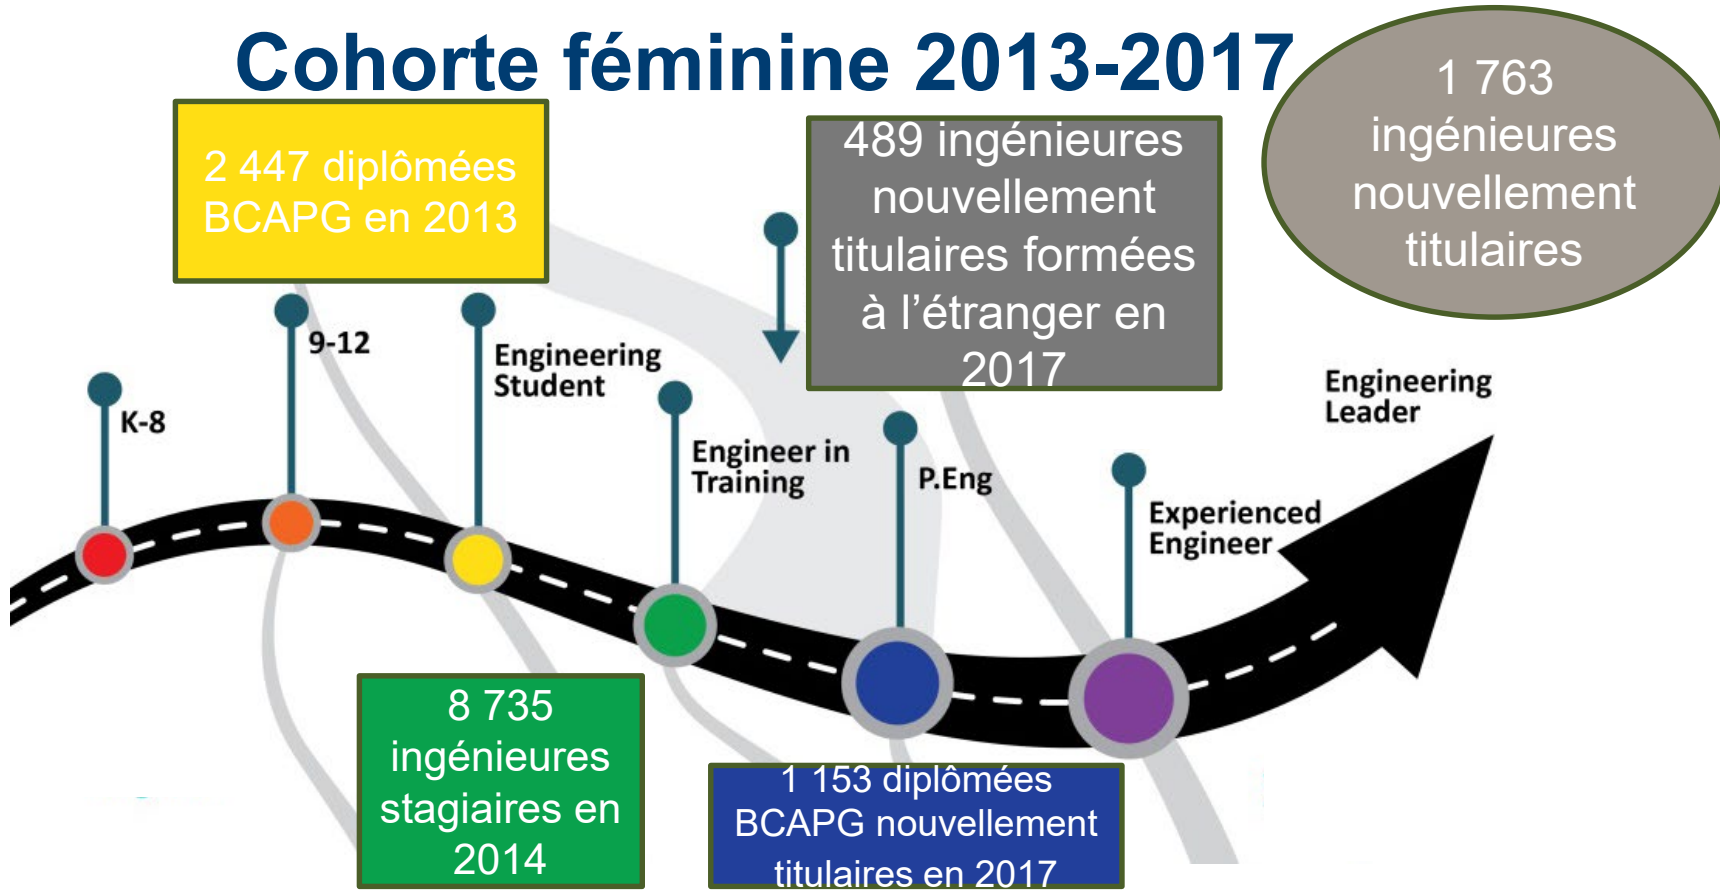 Cohorte féminine 2013-2017
1 763
ingénieures
nouvellement
titulaires
2 447 diplômées
BCAPG en 2013
489 ingénieures
nouvellement
titulaires formées
à l’étranger en
2017
K-8
9-12
Engineering
Student
Engineer in
Training
P.Eng
Experienced
Engineer
Engineering
Leader
8 735
ingénieures
stagiaires en
2014
1 153 diplômées
BCAPG nouvellement
titulaires en 2017